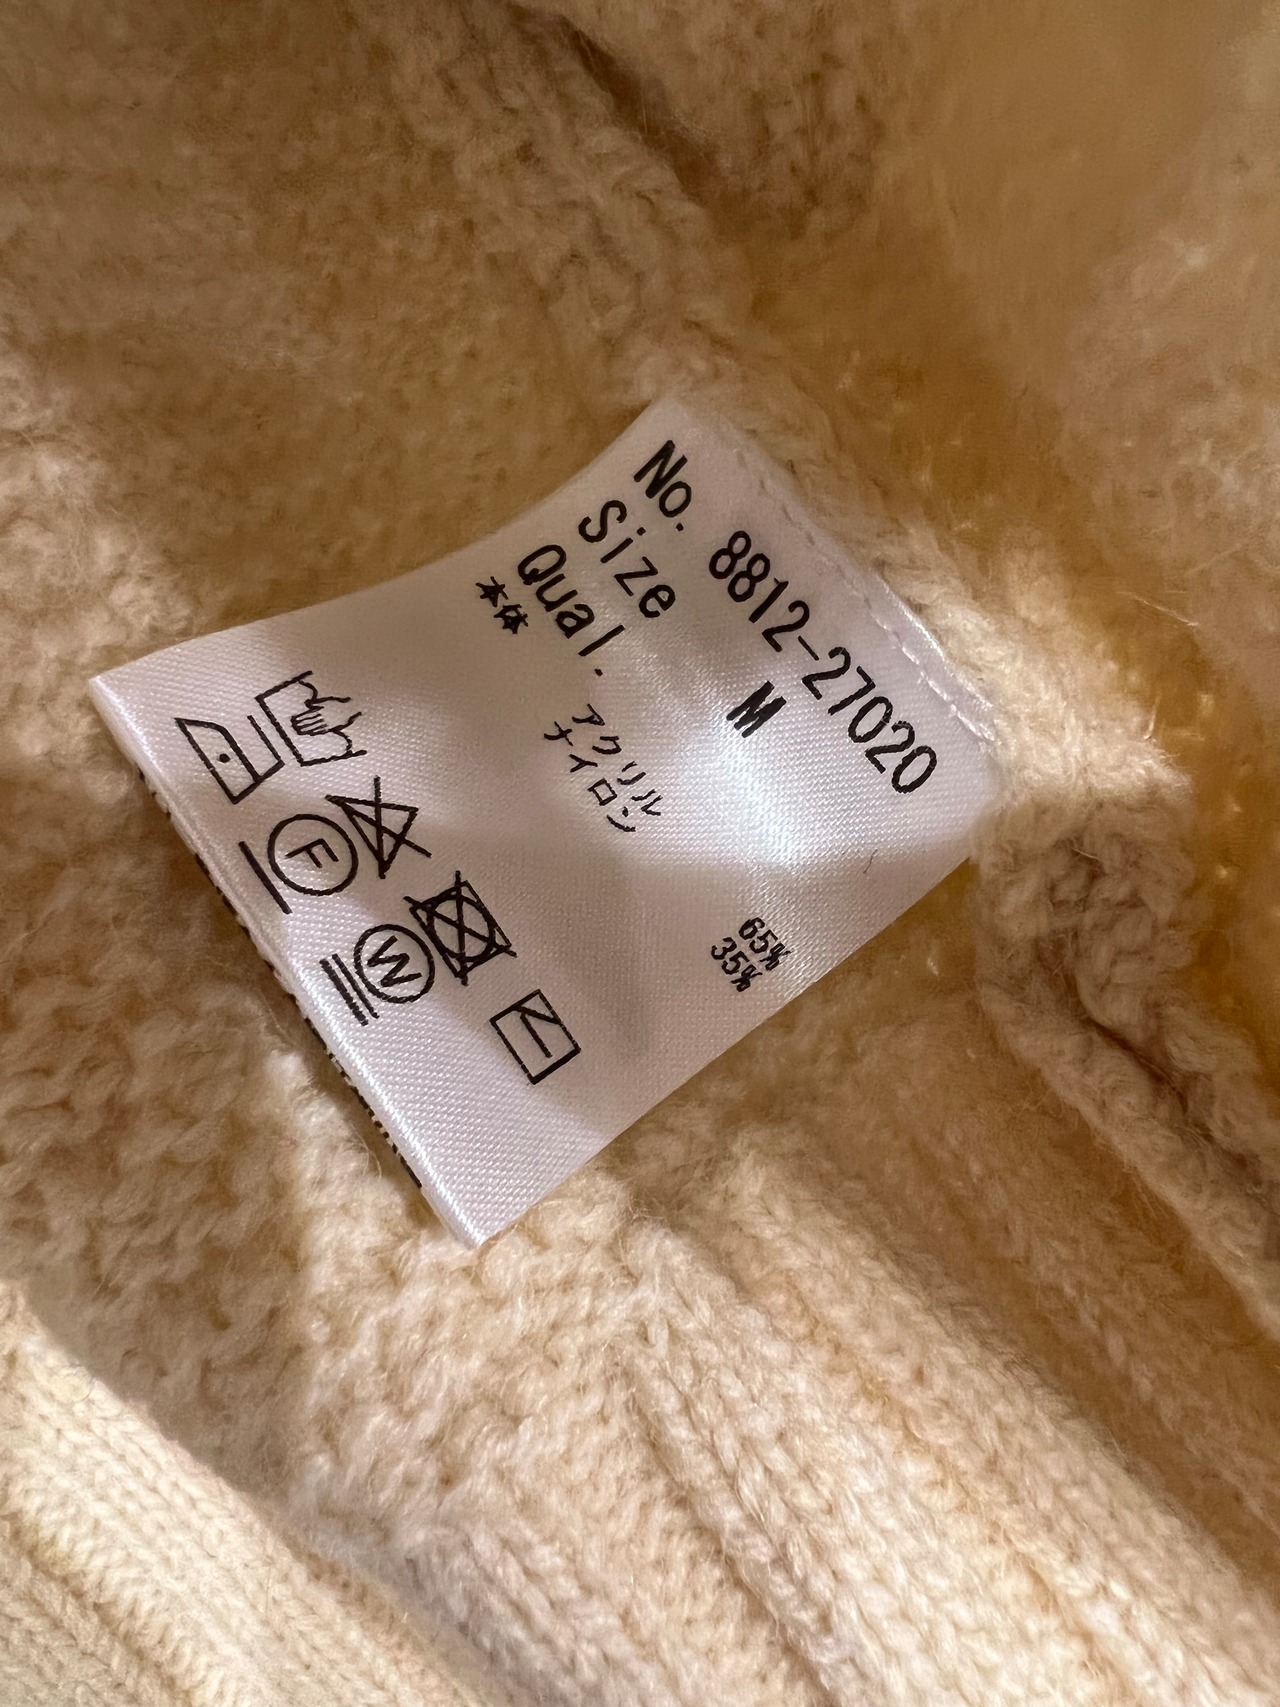 No. 8812-27020
Size M
Qual.
本体 アクリル 65%
ナイロン 35%
F
W